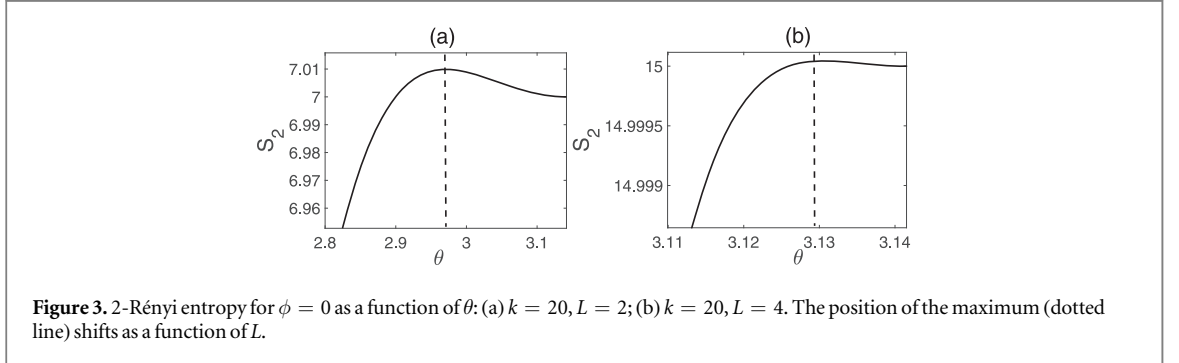 (a)
(b)
7.01
7
6.99
6.98
6.97
6.96
S2
2.8 2.9 3 3.1
θ
15
14.9995
14.999
S2
3.11 3.12 3.13 3.14
θ
Figure 3. 2-Rényi entropy for ϕ = 0 as a function of θ: (a) k = 20, L = 2; (b) k = 20, L = 4. The position of the maximum (dotted
line) shifts as a function of L.